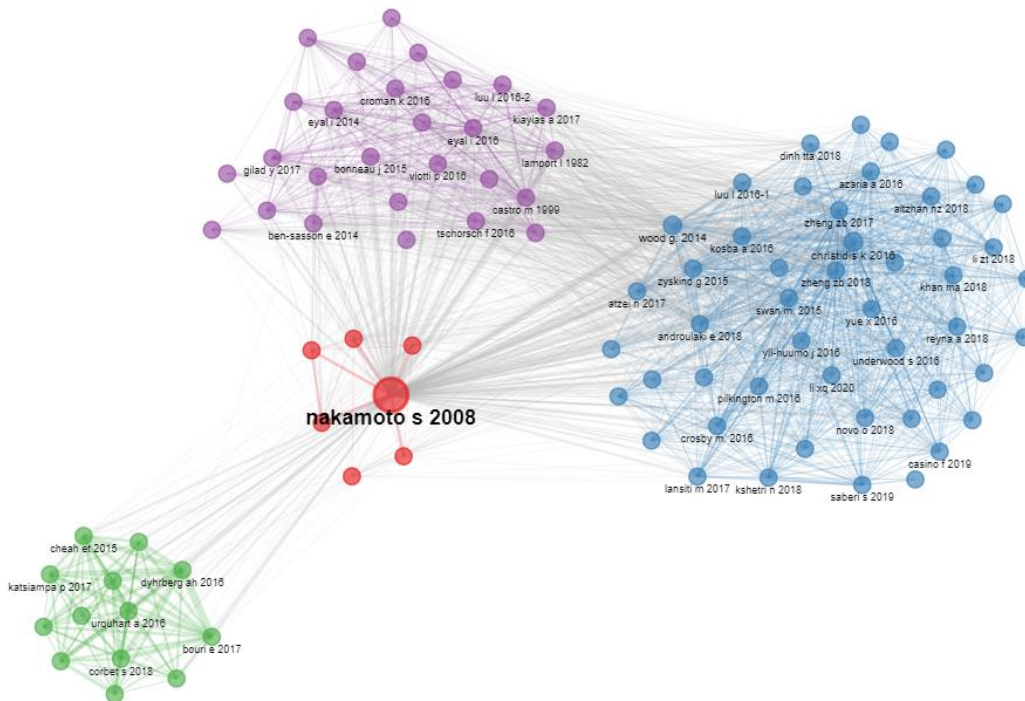 croman k 2016
luu l 2016-2
kiayias a 2017
eyal i 2014
eyal i 2016
lamport l 1982
gilad y 2017
bonneau j 2015
viotti p 2016
castro m 1999
ben-sasson e 2014
tschorsch f 2016
dinh tta 2018
azaria a 2016
luu l 2016-1
altzhan nz 2018
zheng zb 2017
wood g. 2014
kosba a 2016
christidis k 2016
li zt 2018
zyskind g 2015
zheng zb 2018
khan ma 2018
atzei n 2017
swan m. 2015
androulaki e 2018
yue x 2016
reyna a 2018
yli-huumo j 2016
underwood s 2016
li xq 2020
pilkington m 2016
nakamoto s 2008
crosby m. 2016
novo o 2018
casino f 2019
lansiti m 2017
kshetri n 2018
saberi s 2019
cheah et 2015
katsiampa p 2017
dyhrberg ah 2016
urquhart a 2016
bouri e 2017
corbet s 2018